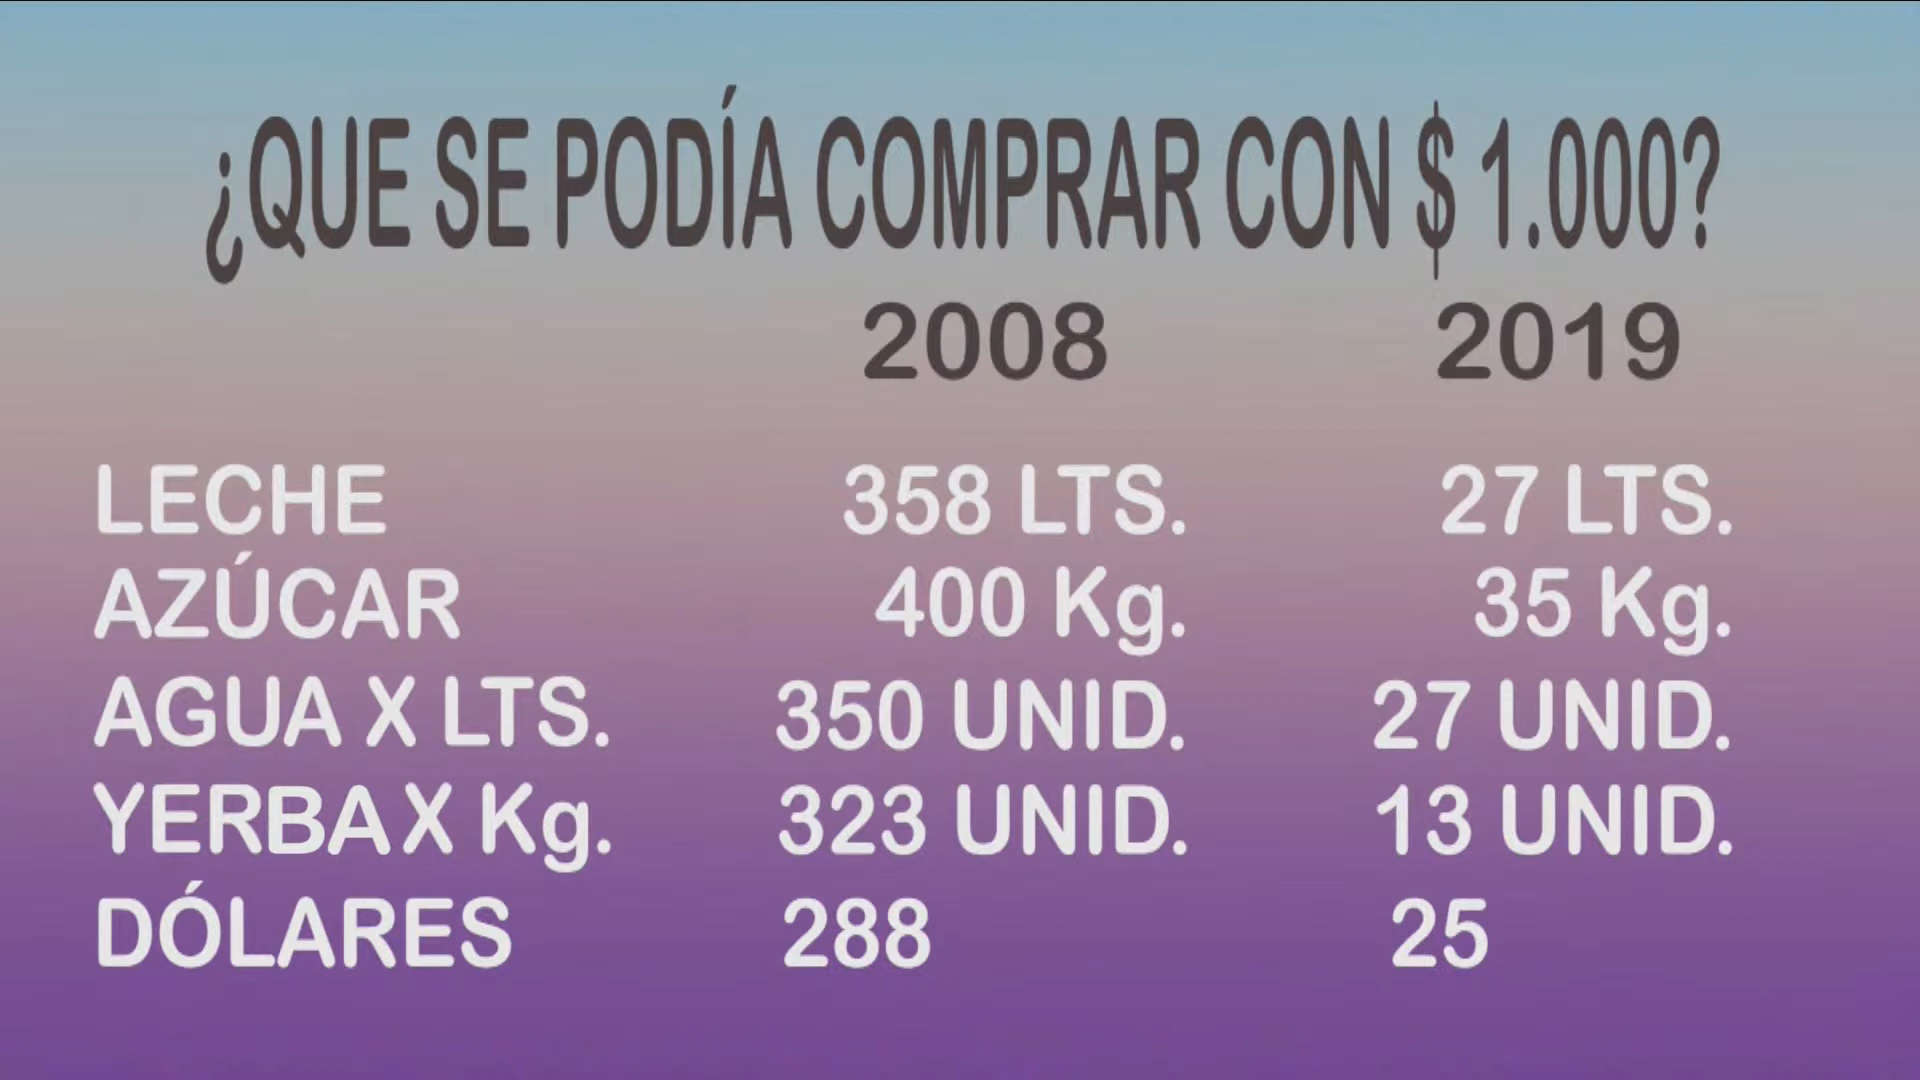 ¿QUE SE PODÍA COMPRAR CON $ 1.000?
2008 2019
LECHE 358 LTS. 27 LTS.
AZÚCAR 400 Kg. 35 Kg.
AGUA X LTS. 350 UNID. 27 UNID.
YERBA X Kg. 323 UNID. 13 UNID.
DÓLARES 288 25